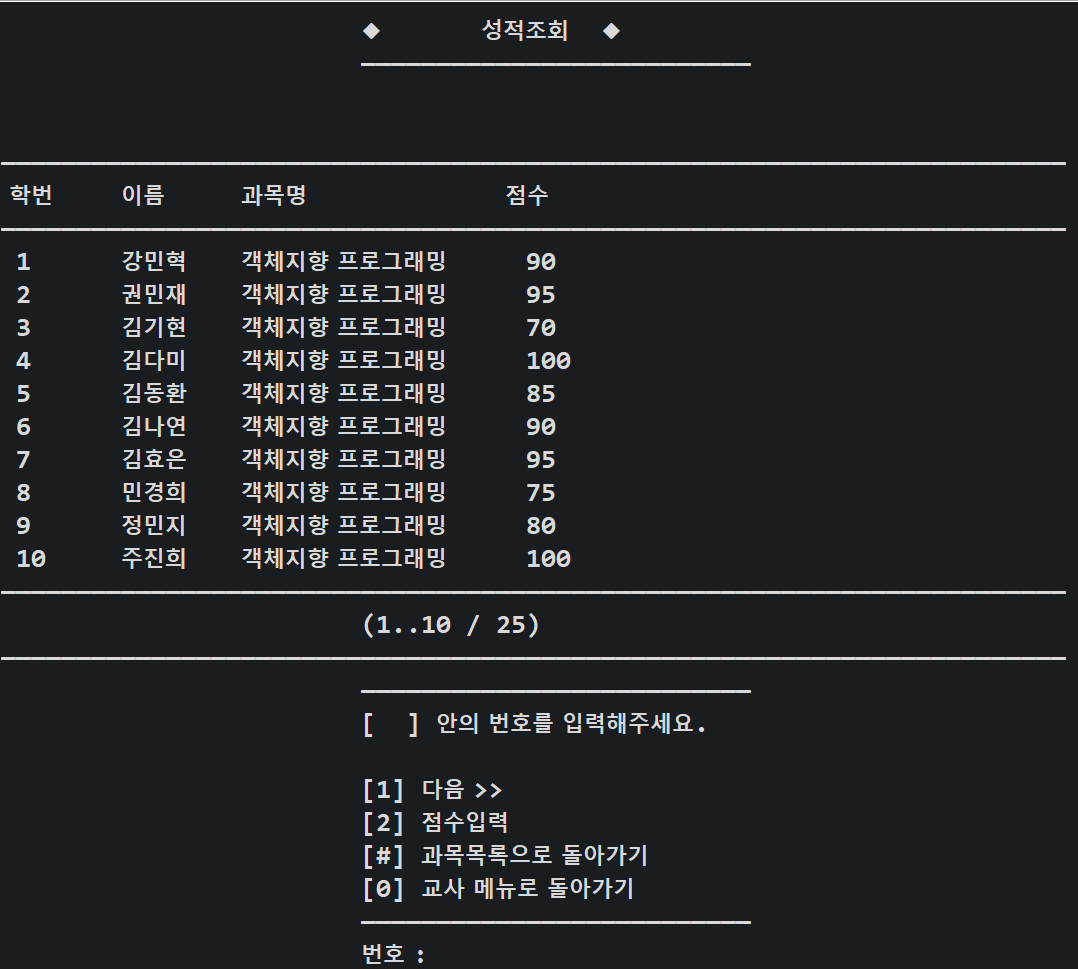 ◆ 성적조회 ◆
학번 이름 과목명 점수
1 강민혁 객체지향 프로그래밍 90
2 권민재 객체지향 프로그래밍 95
3 김기현 객체지향 프로그래밍 70
4 김다미 객체지향 프로그래밍 100
5 김동환 객체지향 프로그래밍 85
6 김나연 객체지향 프로그래밍 90
7 김효은 객체지향 프로그래밍 95
8 민경희 객체지향 프로그래밍 75
9 정민지 객체지향 프로그래밍 80
10 주진희 객체지향 프로그래밍 100
(1..10 / 25)
[ ] 안의 번호를 입력해주세요.
[1] 다음 >>
[2] 점수입력
[#] 과목목록으로 돌아가기
[0] 교사 메뉴로 돌아가기
번호 :